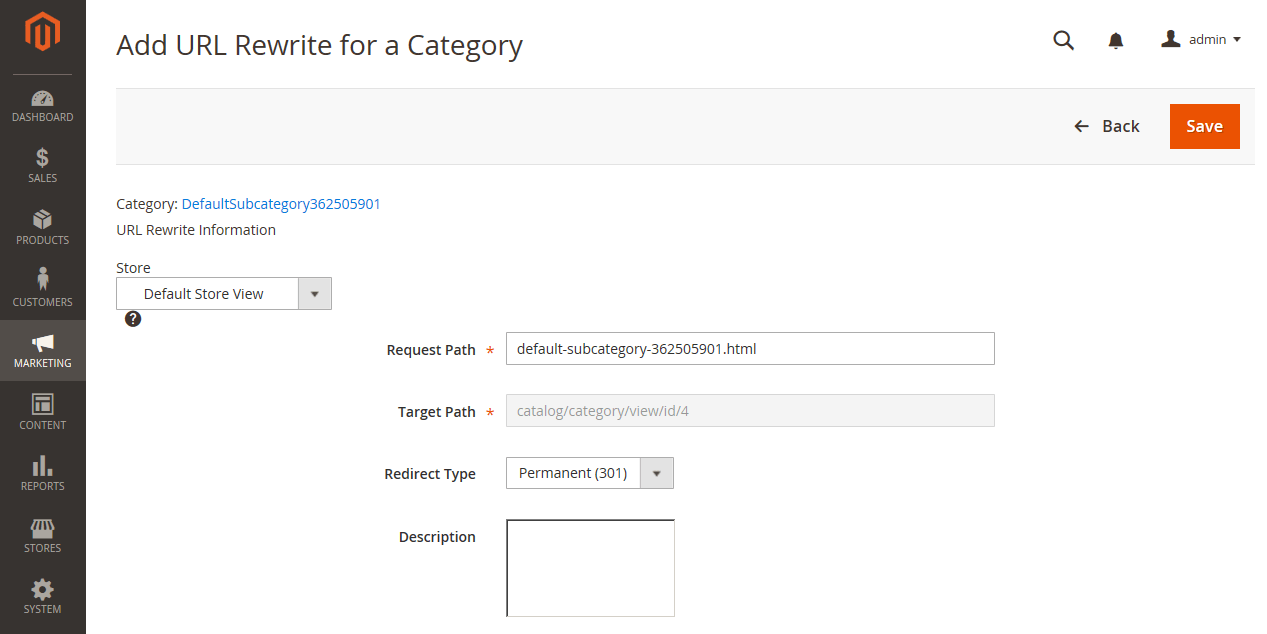 Add URL Rewrite for a Category
admin
Back
Save
DASHBOARD
SALES
PRODUCTS
CUSTOMERS
MARKETING
CONTENT
REPORTS
STORES
SYSTEM
Category: DefaultSubcategory362505901
URL Rewrite Information
Store
Default Store View
?
Request Path *
default-subcategory-362505901.html
Target Path *
catalog/category/view/id/4
Redirect Type
Permanent (301)
Description